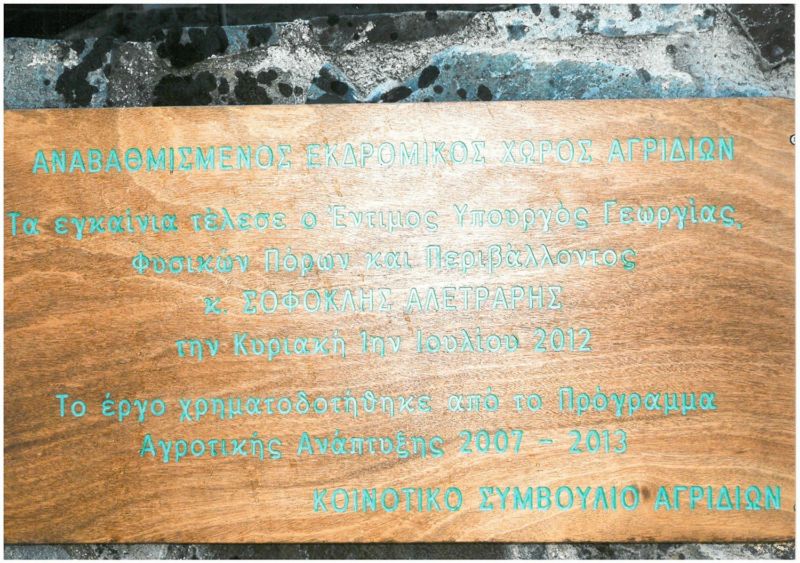 ΑΝΑΒΑΘΜΙΣΜΕΝΟΣ ΕΚΔΡΟΜΙΚΟΣ ΧΩΡΟΣ ΑΓΡΙΔΙΩΝ
Τα εγκαίνια τέλεσε ο Έντιμος Υπουργός Γεωργίας,
Φυσικών Πόρων και Περιβάλλοντος
κ. ΣΟΦΟΚΛΗΣ ΑΛΕΤΡΑΡΗΣ
την Κυριακή 1ην Ιουλίου 2012
Το έργο χρηματοδοτήθηκε από το Πρόγραμμα
Αγροτικής Ανάπτυξης 2007 - 2013
ΚΟΙΝΟΤΙΚΟ ΣΥΜΒΟΥΛΙΟ ΑΓΡΙΔΙΩΝ